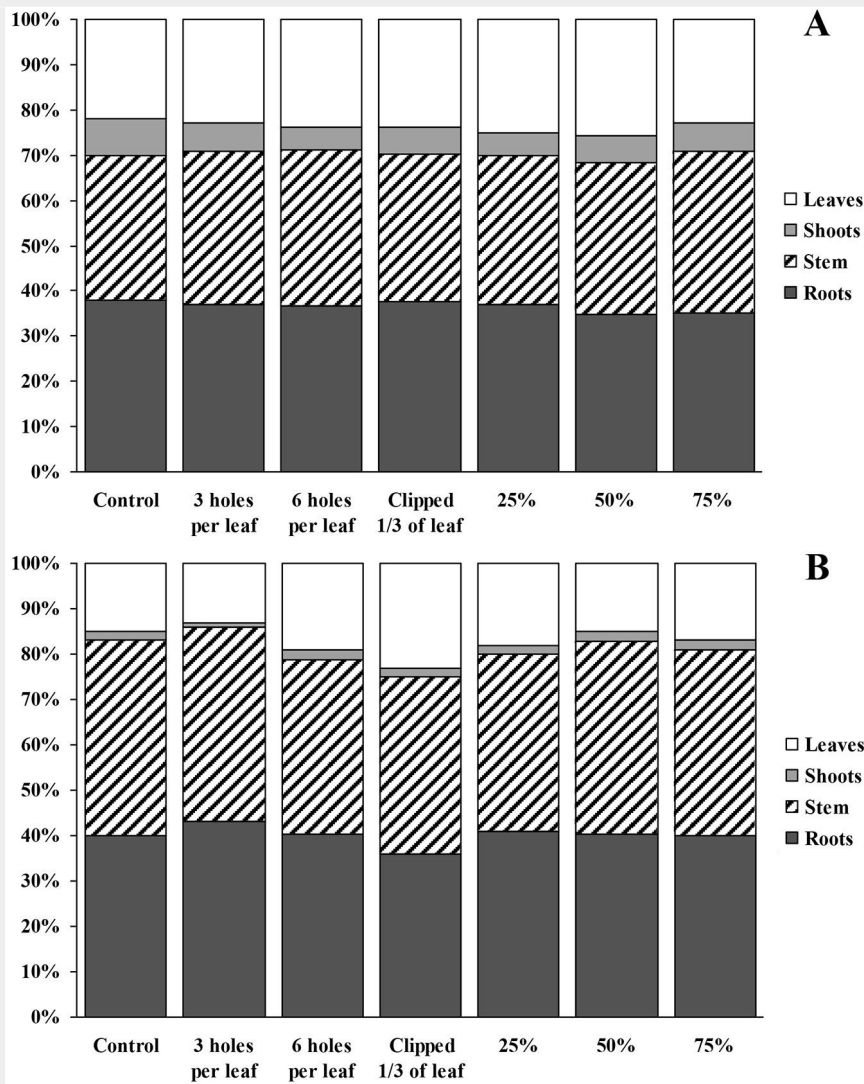 A
100%
90%
80%
70%
60%
50%
40%
30%
20%
10%
0%
Leaves
Shoots
Stem
Roots
Control
3 holes
per leaf
6 holes
per leaf
Clipped
1/3 of leaf
25%
50%
75%
B
100%
90%
80%
70%
60%
50%
40%
30%
20%
10%
0%
Leaves
Shoots
Stem
Roots
Control
3 holes
per leaf
6 holes
per leaf
Clipped
1/3 of leaf
25%
50%
75%